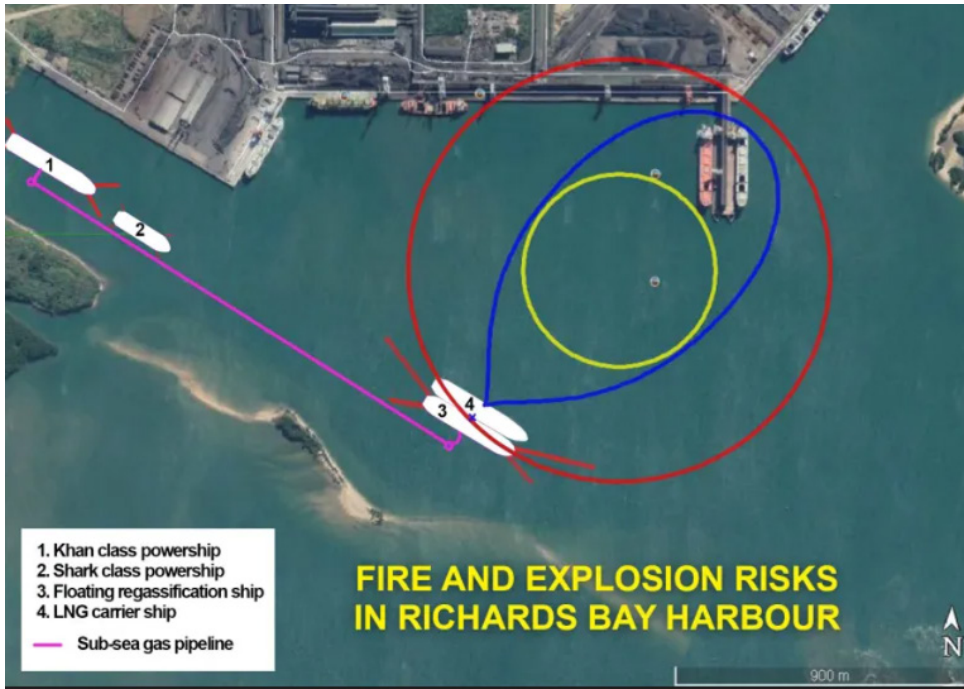 1
2
3
4
1. Khan class powership
2. Shark class powership
3. Floating regassification ship
4. LNG carrier ship
Sub-sea gas pipeline
FIRE AND EXPLOSION RISKS
IN RICHARDS BAY HARBOUR
N
900 m